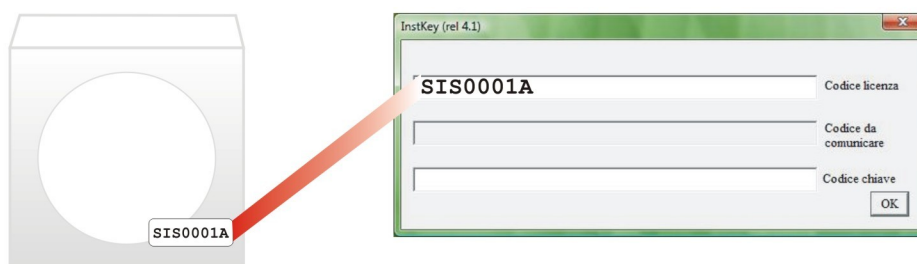 InstKey (rel 4.1)
SIS0001A
Codice licenza
Codice da
comunicare
Codice chiave
OK
SIS0001A